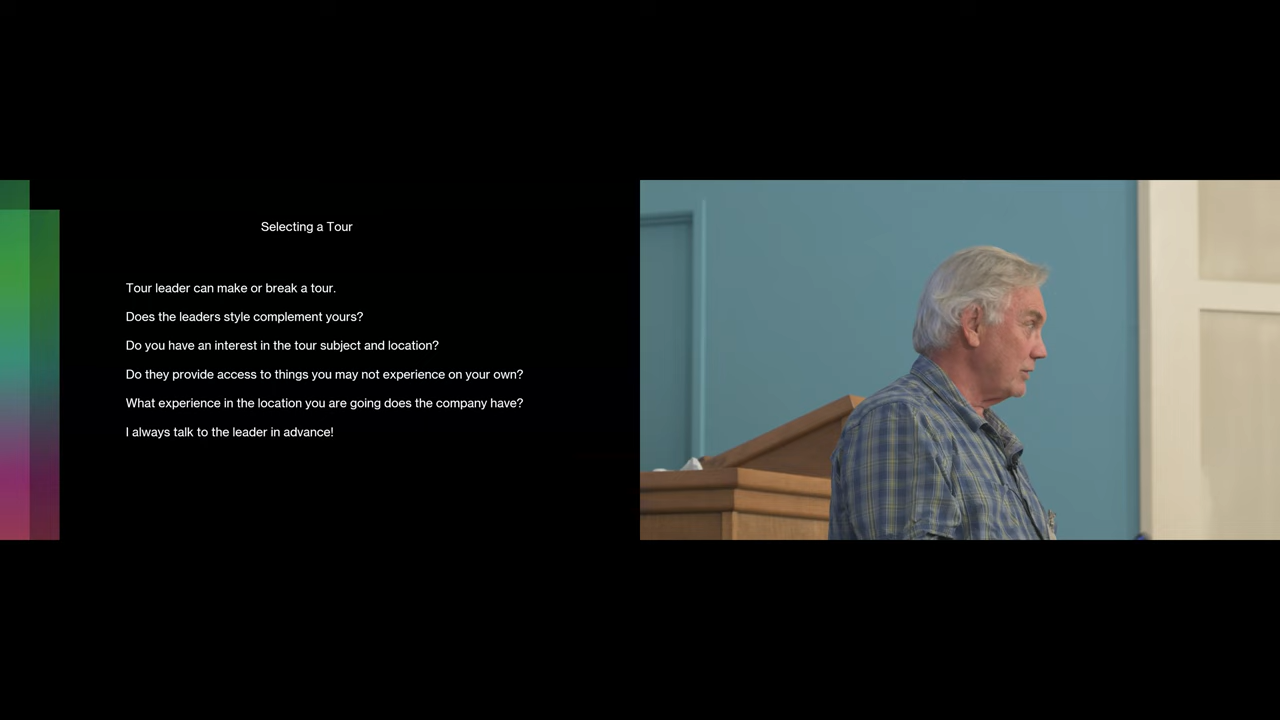 Selecting a Tour
Tour leader can make or break a tour.
Does the leaders style complement yours?
Do you have an interest in the tour subject and location?
Do they provide access to things you may not experience on your own?
What experience in the location you are going does the company have?
I always talk to the leader in advance!